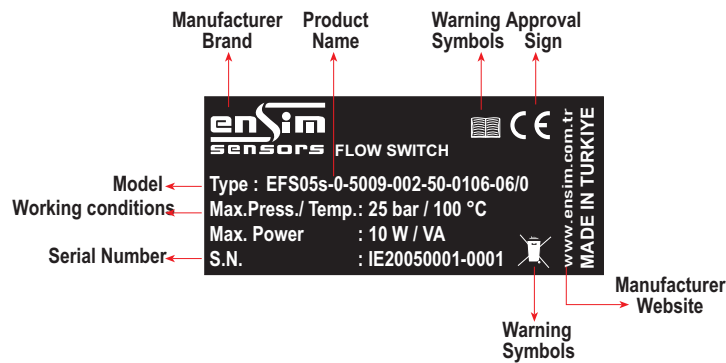 Manufacturer
Brand
Product
Name
Warning
Symbols
Approval
Sign
ensim
sensors
FLOW SWITCH
CE
www.ensim.com.tr
MADE IN TURKIYE
Model
Type : EFS05s-0-5009-002-50-0106-06/0
Working conditions
Max.Press./ Temp.: 25 bar / 100 °C
Max. Power : 10 W / VA
Serial Number
S.N. : IE20050001-0001
Manufacturer
Website
Warning
Symbols